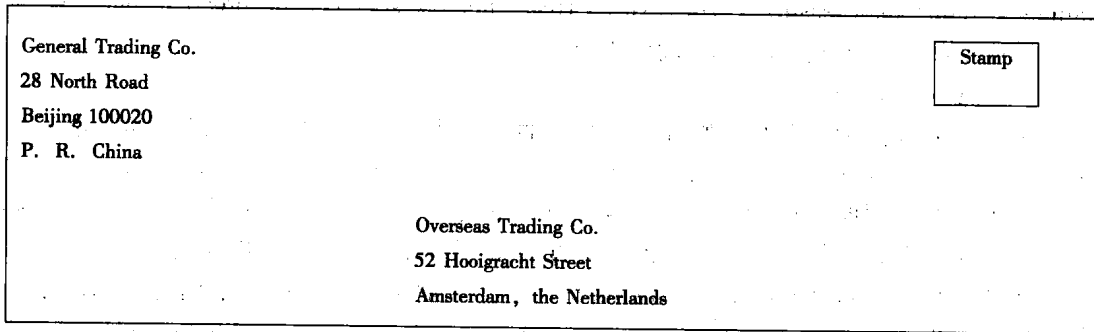 General Trading Co.
28 North Road
Beijing 100020
P. R. China
Stamp
Overseas Trading Co.
52 Hooigracht Street
Amsterdam, the Netherlands